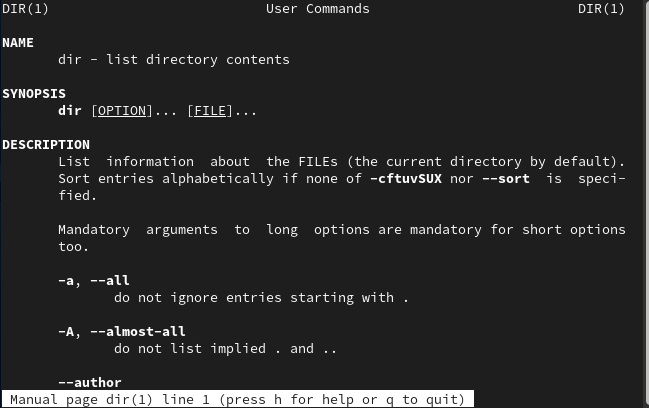 DIR(1) User Commands DIR(1)
NAME
dir - list directory contents
SYNOPSIS
dir [OPTION]... [FILE]...
DESCRIPTION
List information about the FILEs (the current directory by default).
Sort entries alphabetically if none of -cftuvSUX nor --sort is speci-
fied.
Mandatory arguments to long options are mandatory for short options
too.
-a, --all
do not ignore entries starting with .
-A, --almost-all
do not list implied . and ..
--author
Manual page dir(1) line 1 (press h for help or q to quit)